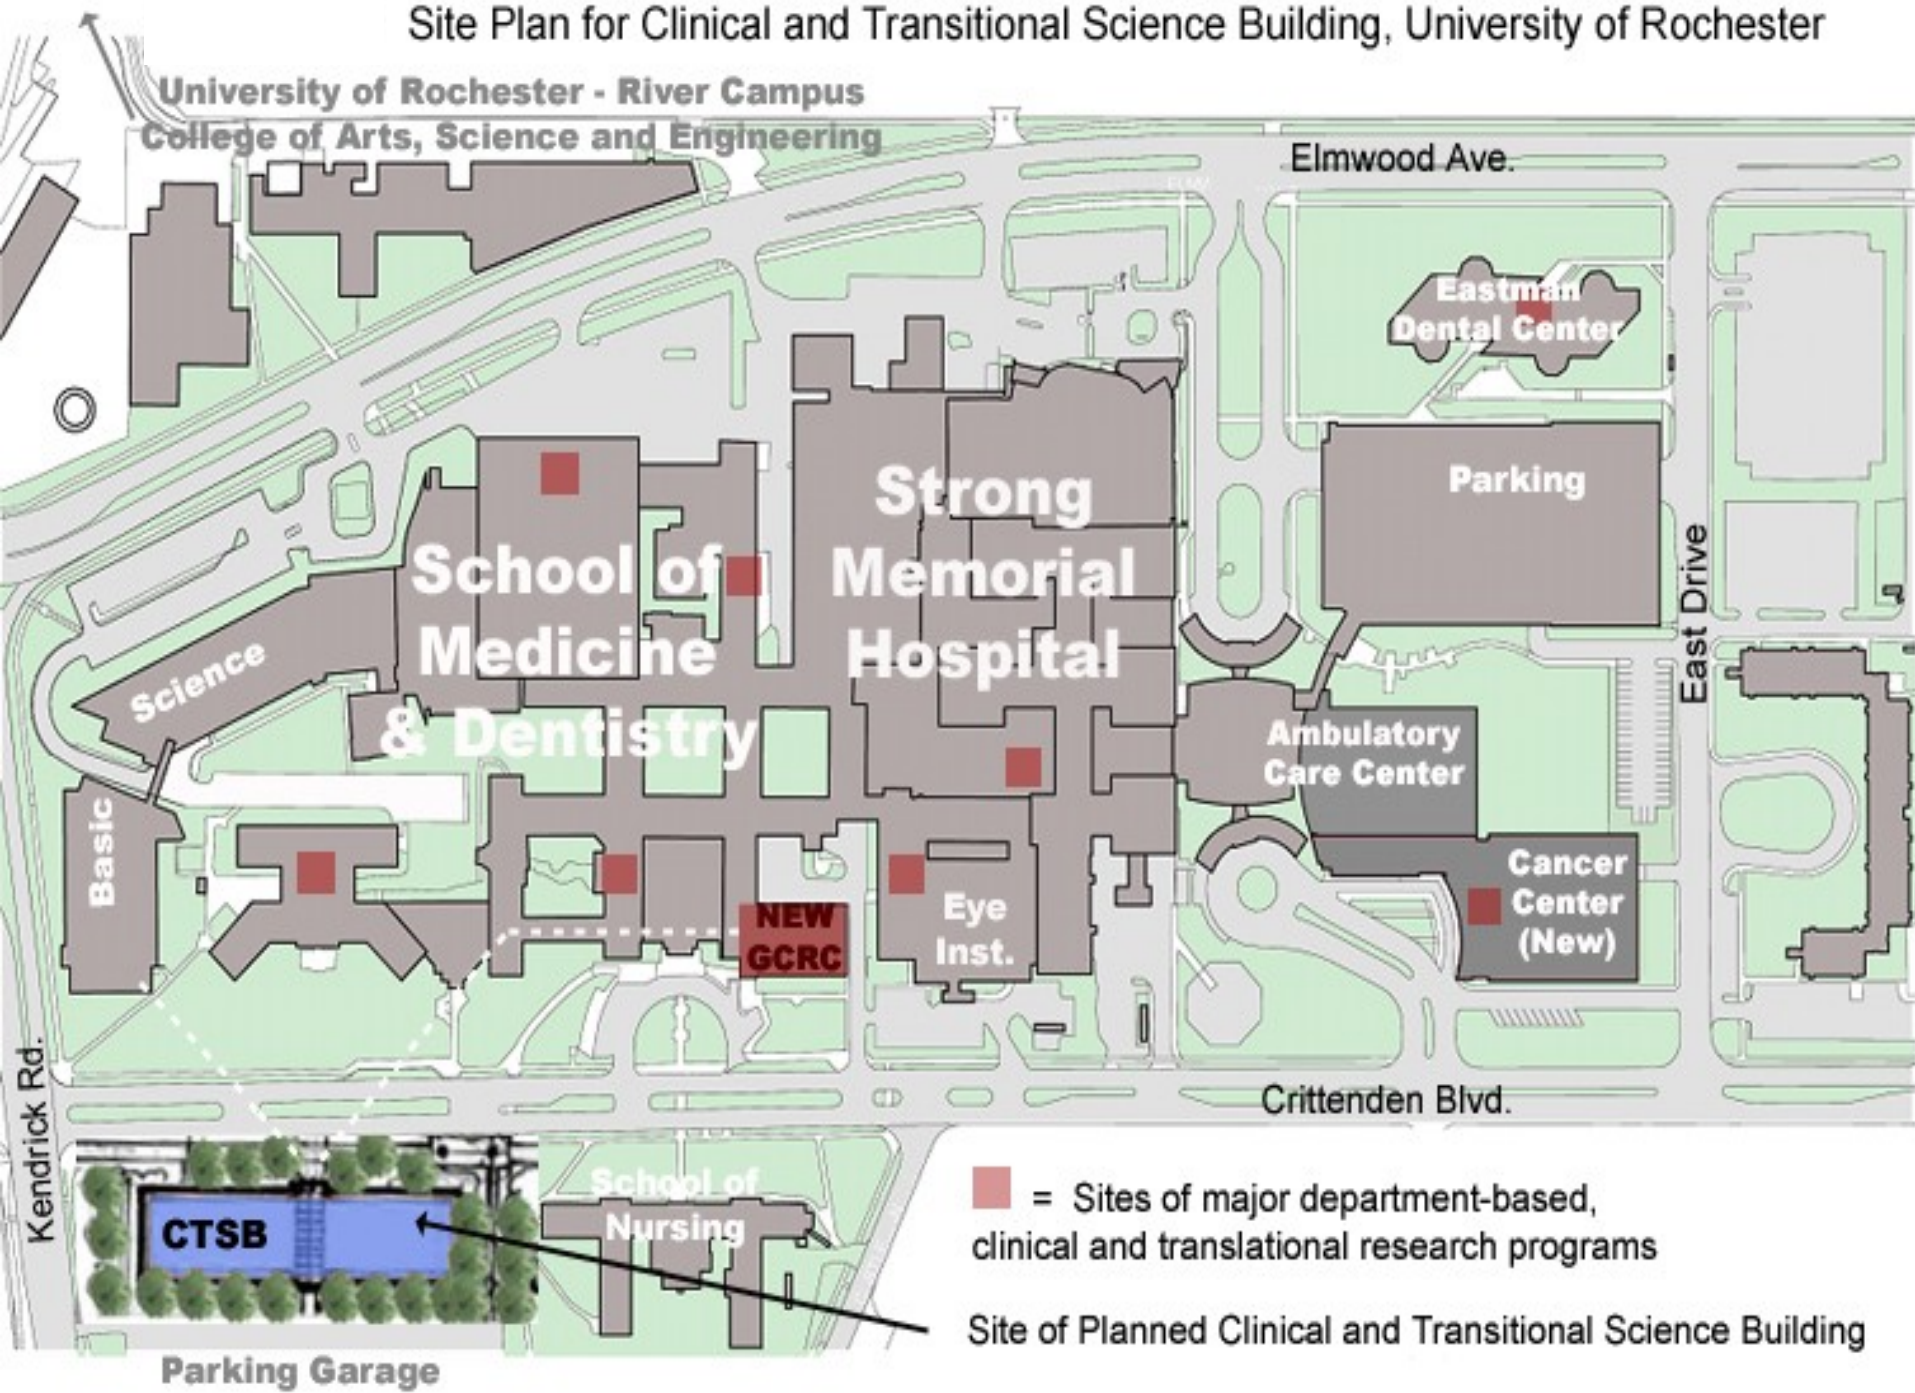 Site Plan for Clinical and Transitional Science Building, University of Rochester
University of Rochester - River Campus
College of Arts, Science and Engineering
Elmwood Ave.
Eastman
Dental Center
Parking
Strong
Memorial
Hospital
School of
Medicine
& Dentistry
Science
East Drive
Ambulatory
Care Center
Basic
Cancer
Center
(New)
NEW
GCRC
Eye
Inst.
Kendrick Rd.
Crittenden Blvd.
School of
Nursing
CTSB
= Sites of major department-based,
clinical and translational research programs
Site of Planned Clinical and Transitional Science Building
Parking Garage